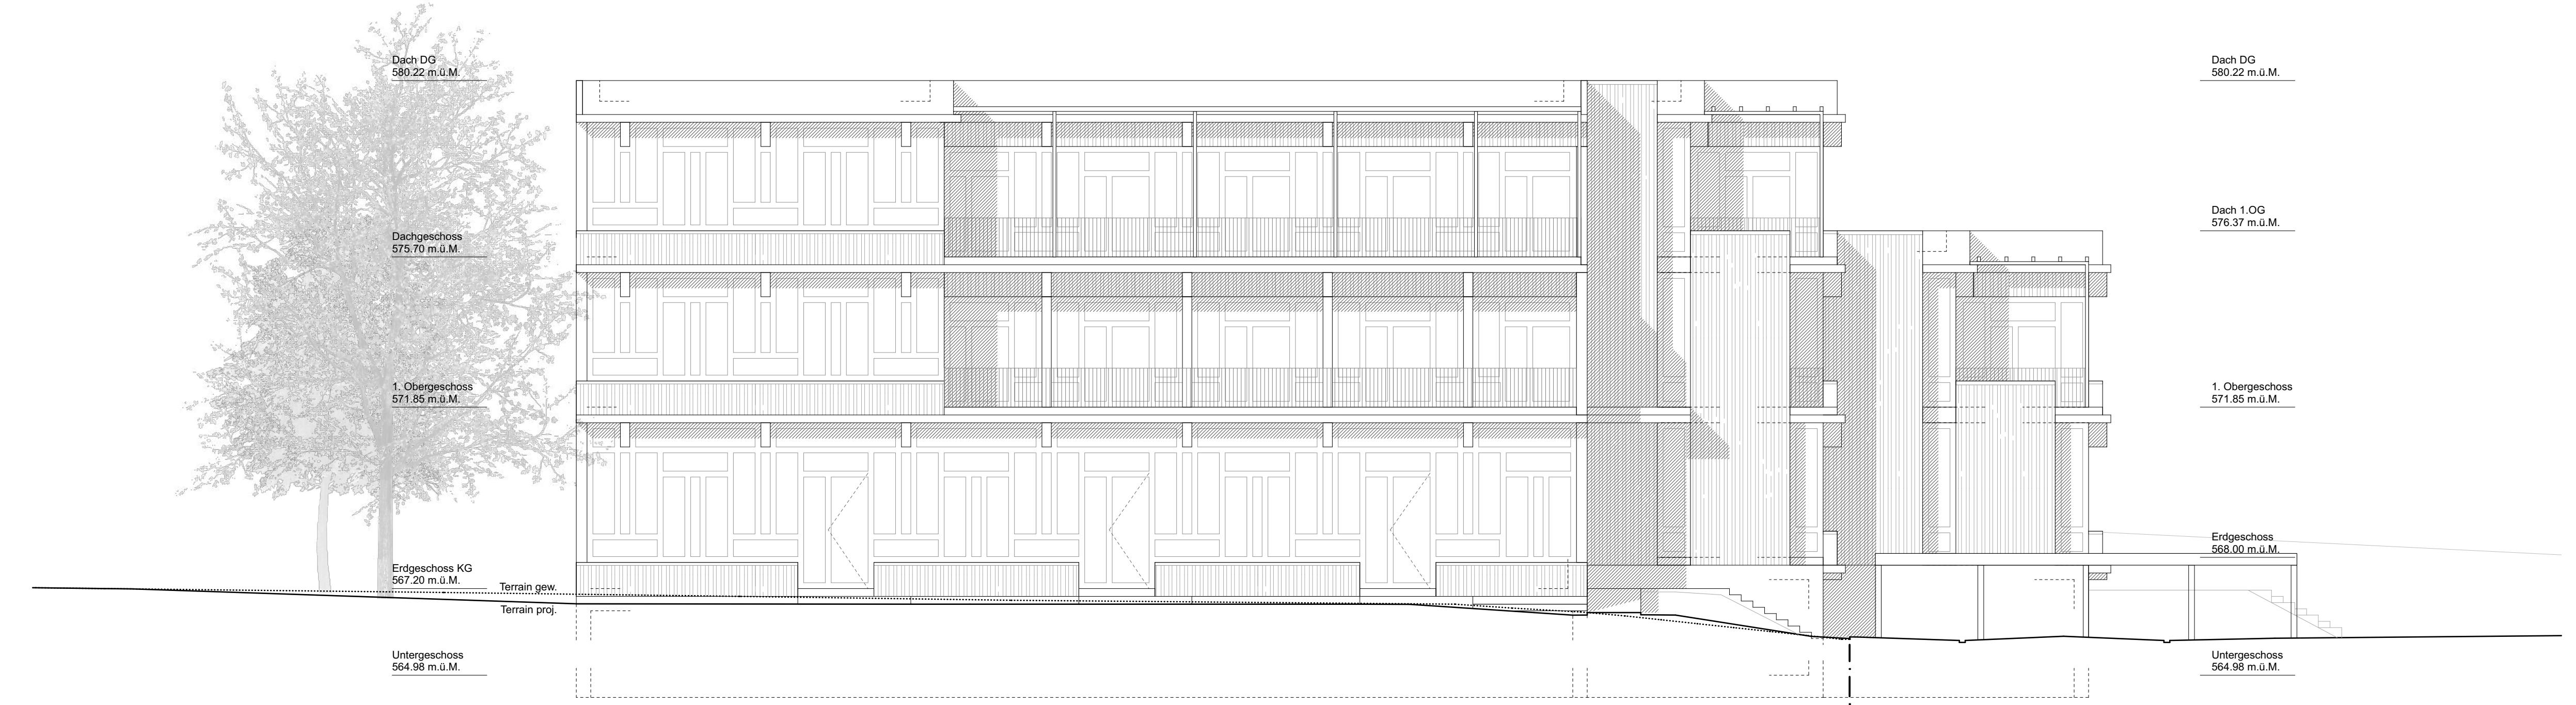 Dach DG
580.22 m.ü.M.
Dachgeschoss
575.70 m.ü.M.
1. Obergeschoss
571.85 m.ü.M.
Erdgeschoss KG
567.20 m.ü.M.
Terrain gew.
Terrain proj.
Untergeschoss
564.98 m.ü.M.
Dach DG
580.22 m.ü.M.
Dach 1.OG
576.37 m.ü.M.
1. Obergeschoss
571.85 m.ü.M.
Erdgeschoss
568.00 m.ü.M.
Untergeschoss
564.98 m.ü.M.